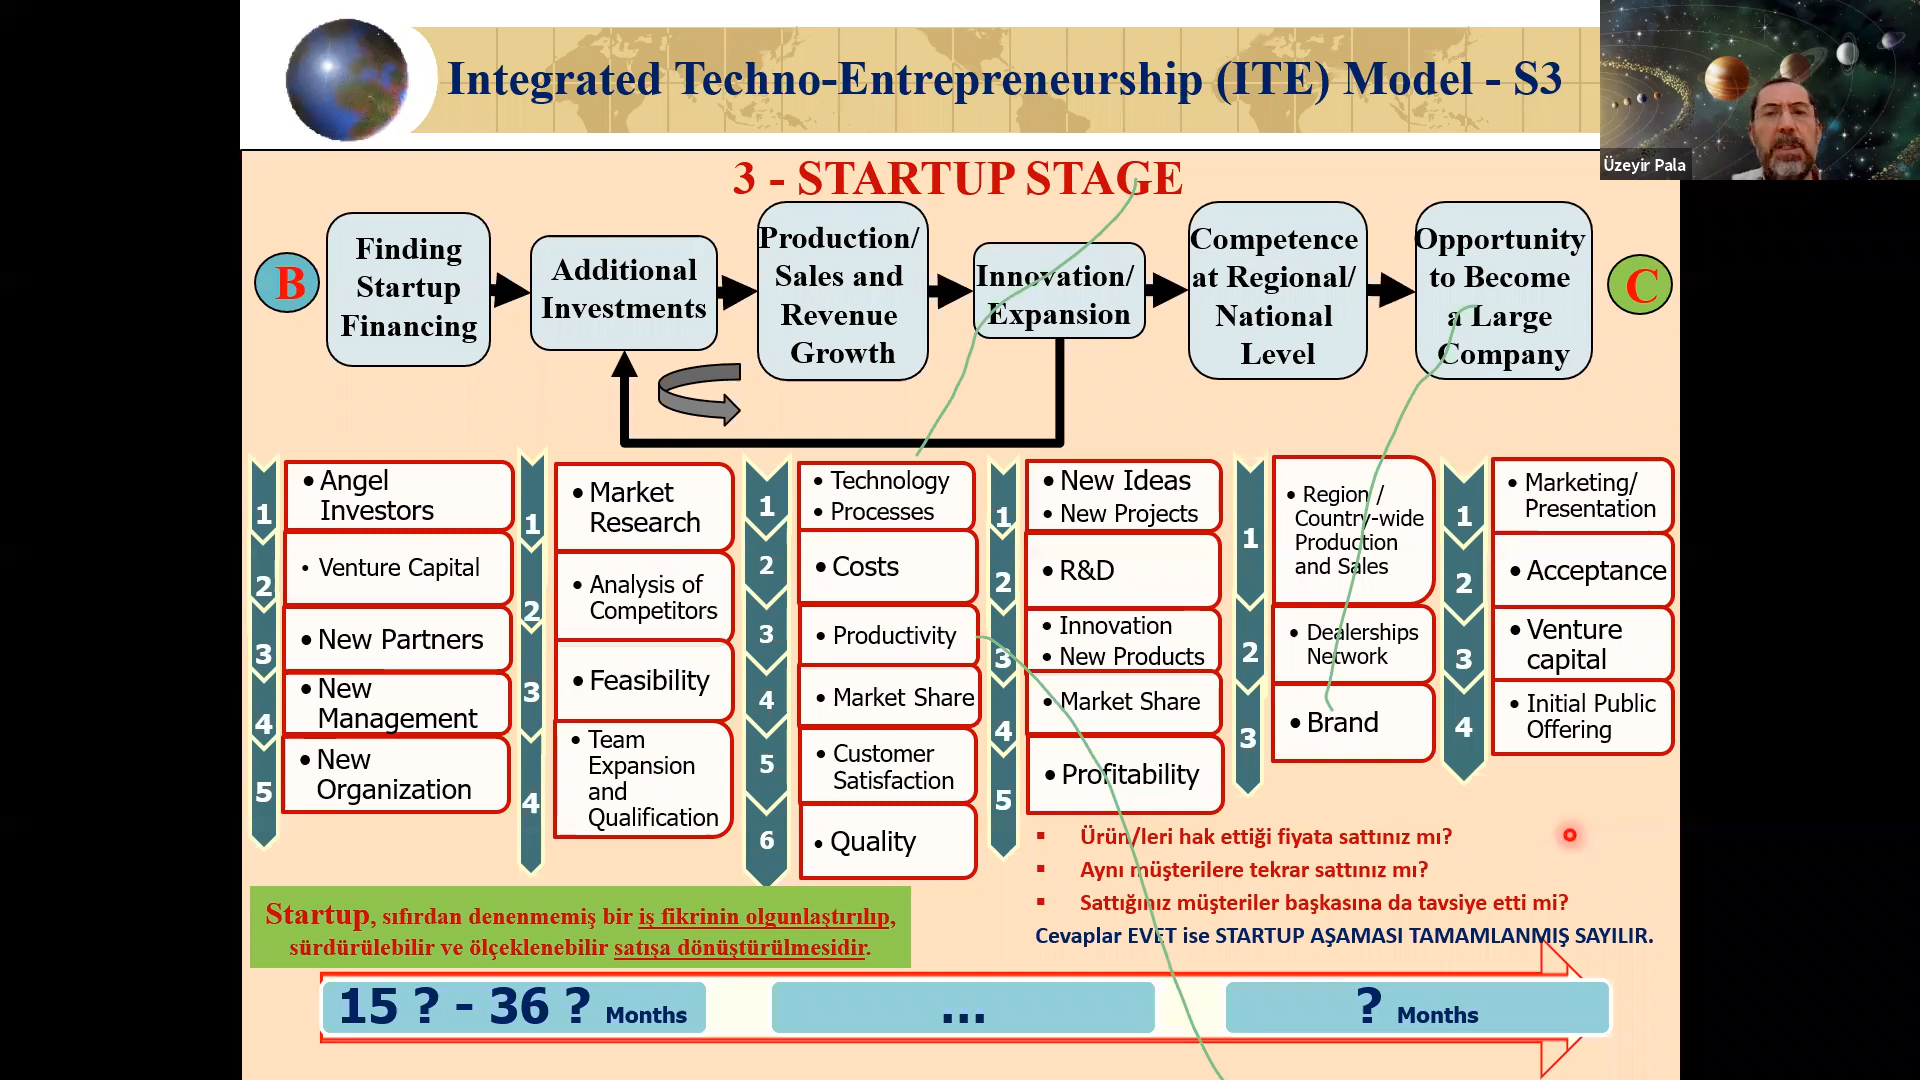 Integrated Techno-Entrepreneurship (ITE) Model - S3
Üzeyir Pala
3 - STARTUP STAGE
B
Finding
Startup
Financing
Additional
Investments
Production/
Sales and
Revenue
Growth
Innovation/
Expansion
Competence
at Regional/
National
Level
Opportunity
to Become
a Large
Company
C
1
• Angel
Investors
2
• Venture Capital
3
• New Partners
4
• New
Management
5
• New
Organization
1
• Market
Research
2
• Analysis of
Competitors
3
• Feasibility
4
• Team
Expansion
and
Qualification
1
• Technology
• Processes
2
• Costs
3
• Productivity
4
• Market Share
5
• Customer
Satisfaction
6
• Quality
1
• New Ideas
• New Projects
2
• R&D
3
• Innovation
• New Products
4
• Market Share
5
• Profitability
1
• Region /
Country-wide
Production
and Sales
2
• Dealerships
Network
3
• Brand
1
• Marketing/
Presentation
2
• Acceptance
3
• Venture
capital
4
• Initial Public
Offering
▪ Ürün/leri hak ettiği fiyata sattınız mı?
▪ Aynı müşterilere tekrar sattınız mı?
▪ Sattığınız müşteriler başkasına da tavsiye etti mi?
Cevaplar EVET ise STARTUP AŞAMASI TAMAMLANMIŞ SAYILIR.
Startup, sıfırdan denenmemiş bir iş fikrinin olgunlaştırılıp,
sürdürülebilir ve ölçeklenebilir satışa dönüştürülmesidir.
15 ? - 36 ? Months
...
? Months